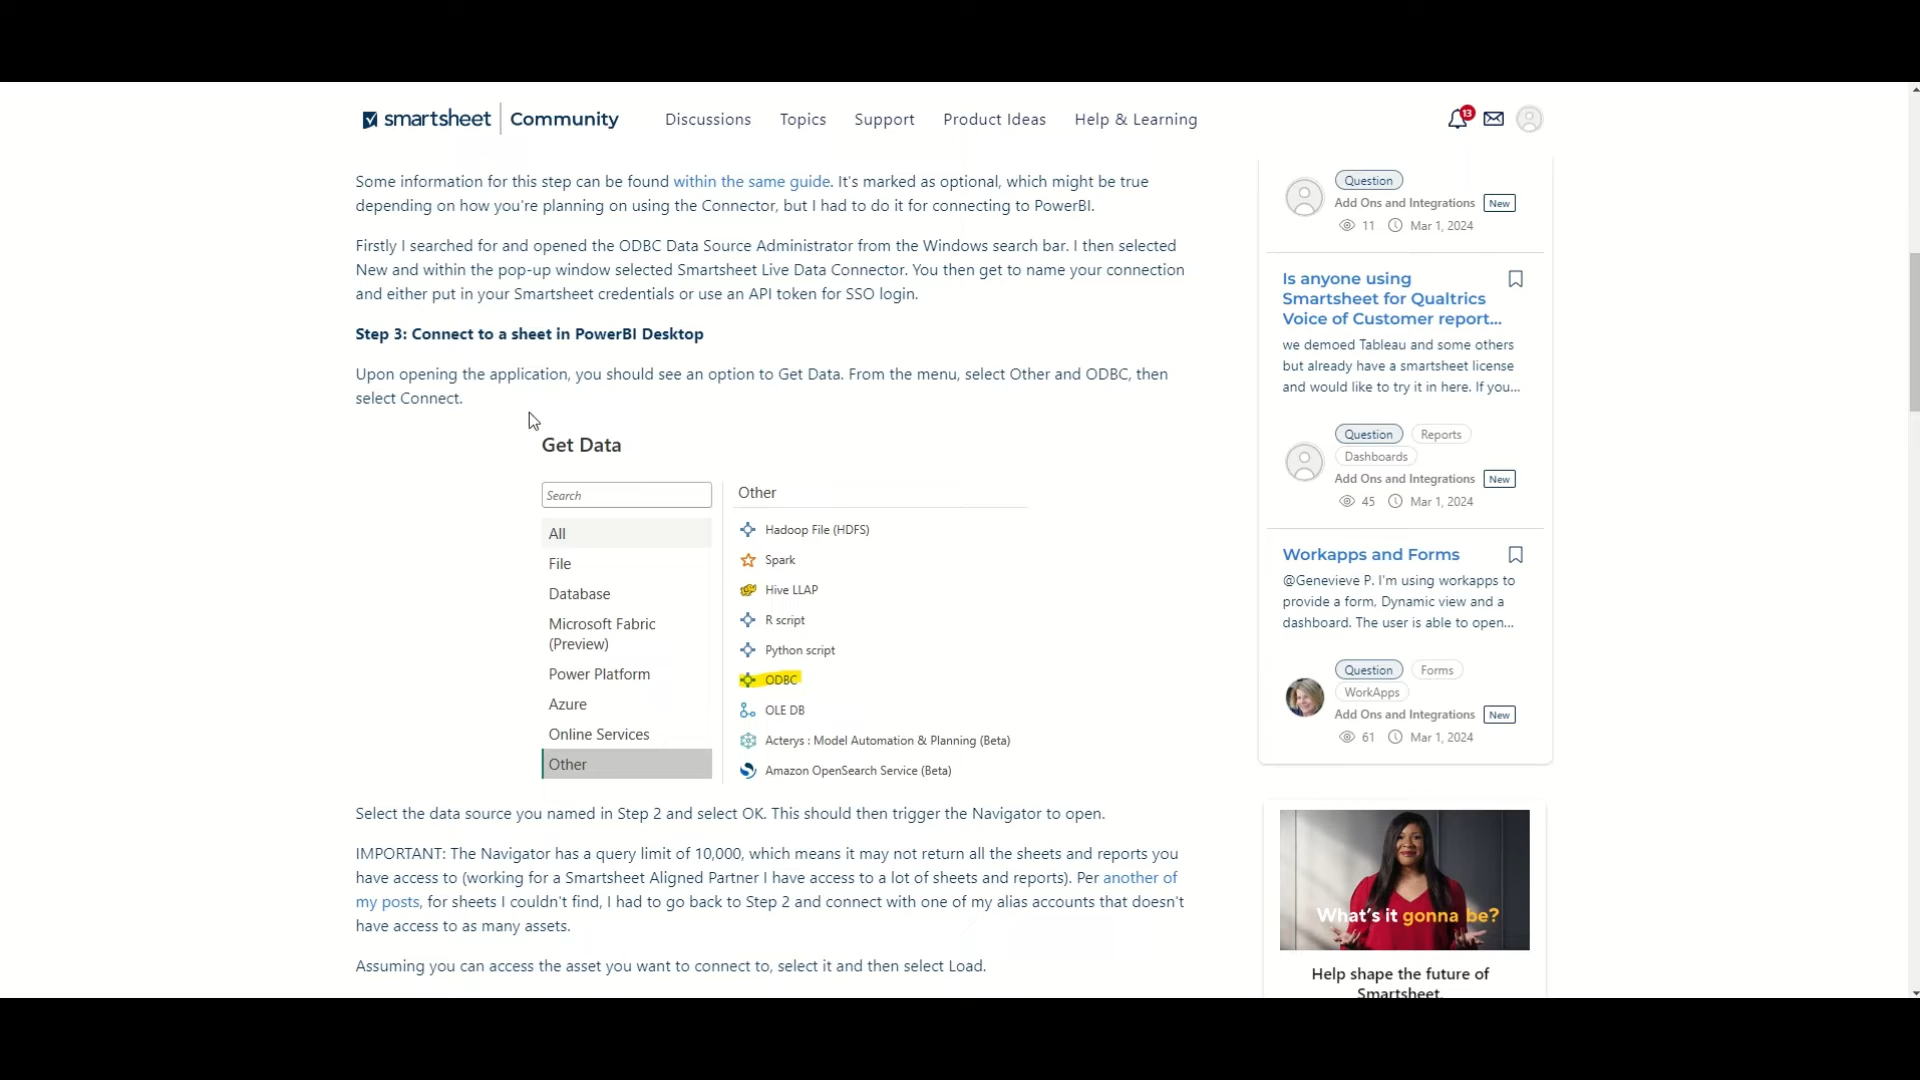 smartsheet Community Discussions Topics Support Product Ideas Help & Learning 13
Some information for this step can be found within the same guide. It's marked as optional, which might be true
depending on how you're planning on using the Connector, but I had to do it for connecting to PowerBI.
Firstly I searched for and opened the ODBC Data Source Administrator from the Windows search bar. I then selected
New and within the pop-up window selected Smartsheet Live Data Connector. You then get to name your connection
and either put in your Smartsheet credentials or use an API token for SSO login.
Step 3: Connect to a sheet in PowerBI Desktop
Upon opening the application, you should see an option to Get Data. From the menu, select Other and ODBC, then
select Connect.
Get Data
Search
All
File
Database
Microsoft Fabric
(Preview)
Power Platform
Azure
Online Services
Other
Other
Hadoop File (HDFS)
Spark
Hive LLAP
R script
Python script
ODBC
OLE DB
Acterys : Model Automation & Planning (Beta)
Amazon OpenSearch Service (Beta)
Select the data source you named in Step 2 and select OK. This should then trigger the Navigator to open.
IMPORTANT: The Navigator has a query limit of 10,000, which means it may not return all the sheets and reports you
have access to (working for a Smartsheet Aligned Partner I have access to a lot of sheets and reports). Per another of
my posts, for sheets I couldn't find, I had to go back to Step 2 and connect with one of my alias accounts that doesn't
have access to as many assets.
Assuming you can access the asset you want to connect to, select it and then select Load.
Question
Add Ons and Integrations New
11 Mar 1, 2024
Is anyone using
Smartsheet for Qualtrics
Voice of Customer report...
we demoed Tableau and some others
but already have a smartsheet license
and would like to try it in here. If you...
Question Reports
Dashboards
Add Ons and Integrations New
45 Mar 1, 2024
Workapps and Forms
@Genevieve P. I'm using workapps to
provide a form, Dynamic view and a
dashboard. The user is able to open...
Question Forms
WorkApps
Add Ons and Integrations New
61 Mar 1, 2024
What's it gonna be?
Help shape the future of
Smartsheet.